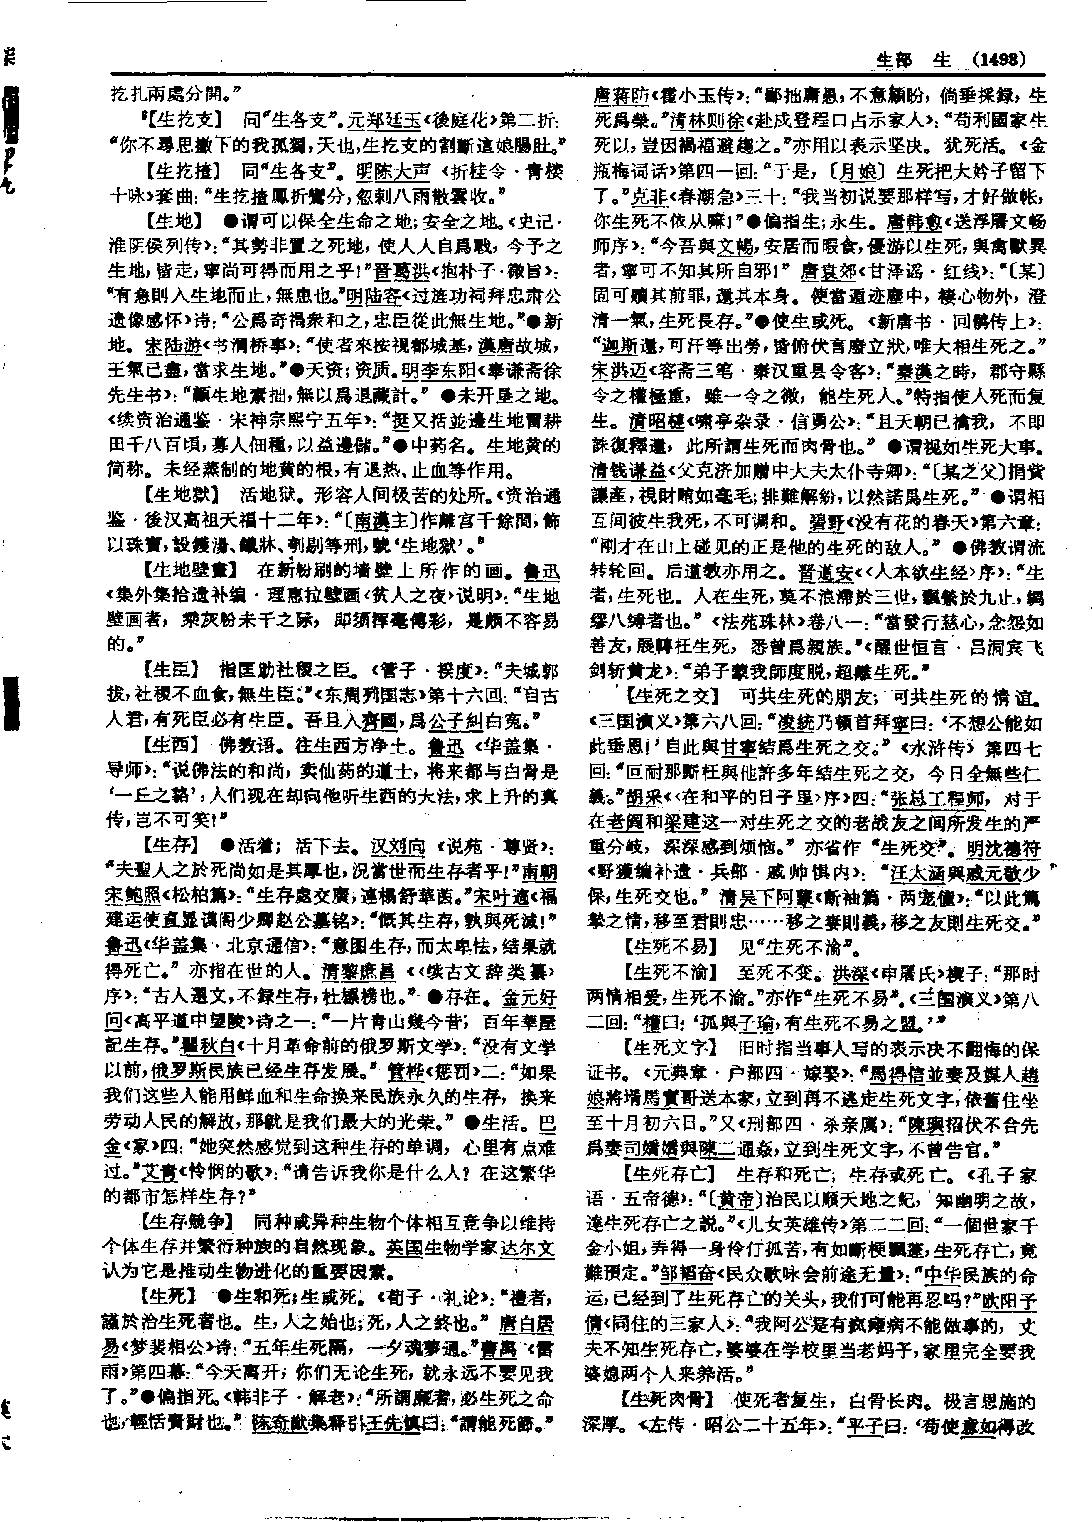 生部　生　(1498)
扢扎兩處分開。”
【生扢支】　同“生各支”。元郑廷玉《後庭花》第二折：
“你不尋思撇下的我孤獨，天也，生扢支的割斷這娘腸肚。”
【生扢揸】　同“生各支”。明陈大声《折桂令·青楼
十咏》套曲：“生扢揸鳳折鸞分，忽剌八雨散雲收。”
【生地】　●谓可以保全生命之地；安全之地。《史记·
淮阴侯列传》：“其勢非置之死地，使人人自爲戰，今予之
生地，皆走，寧尚可得而用之乎！”晋葛洪《抱朴子·微旨》：
“有急則入生地而止，無患也。”明陆容《过涟功祠拜忠肃公
遗像感怀》诗：“公爲奇禍衆和之，忠臣從此無生地。”●新
地。宋陆游《书渭桥事》：“使者來按視都城基，漢唐故城，
王氣已盡，當求生地。”●天资；资质。明李东阳《奉谦斋徐
先生书》：“顧生地素拙，無以爲退藏計。”●未开垦之地。
《续资治通鉴·宋神宗熙宁五年》：“挺又括並邊生地冒耕
田千八百頃，募人佃種，以益邊儲。”●中药名。生地黄的
简称。未经蒸制的地黄的根，有退热、止血等作用。
【生地獄】　活地狱。形容人间极苦的处所。《资治通
鉴·後汉高祖天福十二年》：“〔南漢主〕作離宫千餘間，飾
以珠寶，設鑊湯、鐵牀、刳剔等刑，號‘生地獄’。”
【生地壁畫】　在新粉刷的墙壁上所作的画。鲁迅
《集外集拾遗补编·理惠拉壁画〈贫人之夜〉说明》：“生地
壁画者，乘灰粉未干之际，即须挥毫傅彩，是颇不容易
的。”
【生臣】　指匡助社稷之臣。《管子·揆度》：“夫城郭
拔，社稷不血食，無生臣。”《东周列国志》第十六回：“自古
人君，有死臣必有生臣。吾且入齊國，爲公子糾白寃。”
【生西】　佛教语。往生西方净土。鲁迅《华盖集·
导师》：“说佛法的和尚，卖仙药的道士，将来都与白骨是
‘一丘之貉’，人们现在却向他听生西的大法，求上升的真
传，岂不可笑！”
【生存】　●活着；活下去。汉刘向《说苑·尊贤》：
“夫聖人之於死尚如是其厚也，況當世而生存者乎！”南朝
宋鲍照《松柏篇》：“生存處交廣，連榻舒華茵。”宋叶適《福
建运使直显谟阁少卿赵公墓铭》：“慨其生存，孰與死滅！”
鲁迅《华盖集·北京通信》：“意图生存，而太卑怯，结果就
得死亡。”亦指在世的人。清黎庶昌《〈续古文辞类纂〉
序》：“古人選文，不録生存，杜標榜也。”●存在。金元好
问《高平道中望陵》诗之一：“一片青山幾今昔，百年華屋
記生存。”瞿秋白《十月革命前的俄罗斯文学》：“没有文学
以前，俄罗斯民族已经生存发展。”管桦《惩罚》二：“如果
我们这些人能用鲜血和生命换来民族永久的生存，换来
劳动人民的解放，那就是我们最大的光荣。”●生活。巴
金《家》四：“她突然感觉到这种生存的单调，心里有点难
过。”艾青《怜悯的歌》：“请告诉我你是什么人？在这繁华
的都市怎样生存？”
【生存競争】　同种或异种生物个体相互竞争以维持
个体生存并繁衍种族的自然现象。英国生物学家达尔文
认为它是推动生物进化的重要因素。
【生死】　●生和死；生或死。《荀子·礼论》：“禮者，
謹於治生死者也。生，人之始也；死，人之終也。”唐白居
易《梦裴相公》诗：“五年生死隔，一夕魂夢通。”曹禺《雷
雨》第四幕：“今天离开，你们无论生死，就永远不要见我
了。”●偏指死。《韩非子·解老》：“所謂廉者，必生死之命
也，輕恬資財也。”陈奇猷集释引王先慎曰：“謂能死節。”
唐蒋防《霍小玉传》：“鄙拙庸愚，不意顧盼，倘垂採録，生
死爲榮。”清林则徐《赴戍登程口占示家人》：“苟利國家生
死以，豈因禍福避趨之。”亦用以表示坚决。犹死活。《金
瓶梅词话》第四一回：“于是，〔月娘〕生死把大妗子留下
了。”克非《春潮急》三十：“我当初说要那样写，才好做帐，
你生死不依从嘛！”●偏指生；永生。唐韩愈《送浮屠文畅
师序》：“今吾與文暢，安居而暇食，優游以生死，與禽獸異
者，寧可不知其所自邪！”唐袁郊《甘泽谣·红线》：“〔某〕
固可贖其前罪，還其本身。便當遁迹塵中，棲心物外，澄
清一氣，生死長存。”●使生或死。《新唐书·回鹘传上》：
“迦斯還，可汗等出勞，皆俯伏言廢立狀，唯大相生死之。”
宋洪迈《容斋三笔·秦汉重县令客》：“秦漢之時，郡守縣
令之權極重，雖一令之微，能生死人。”特指使人死而复
生。清昭槤《啸亭杂录·信勇公》：“且天朝已擒我，不即
誅復釋還，此所謂生死而肉骨也。”●谓视如生死大事。
清钱谦益《父克济加赠中大夫太仆寺卿》：“〔某之父〕捐貲
讓産，視財賄如毫毛；排難解紛，以然諾爲生死。”●谓相
互间彼生我死，不可调和。碧野《没有花的春天》第六章：
“刚才在山上碰见的正是他的生死的敌人。”●佛教谓流
转轮回。后道教亦用之。晋道安《〈人本欲生经〉序》：“生
者，生死也。人在生死，莫不浪滯於三世，飄縈於九止，綢
繆八縛者也。”《法苑珠林》卷八一：“當發行慈心，念怨如
善友，展轉在生死，悉曾爲親族。”《醒世恒言·吕洞宾飞
剑斩黄龙》：“弟子蒙我師度脱，超離生死。”
【生死之交】　可共生死的朋友；可共生死的情谊。
《三国演义》第六八回：“凌統乃頓首拜寧曰：‘不想公能如
此垂恩！’自此與甘寧結爲生死之交。”《水浒传》第四七
回：“叵耐那厮枉與他許多年結生死之交，今日全無些仁
義。”胡采《〈在和平的日子里〉序》四：“张总工程师，对于
在老阎和梁建这一对生死之交的老战友之间所发生的严
重分歧，深深感到烦恼。”亦省作“生死交”。明沈德符
《野獲编补遗·兵部·戚帅惧内》：“汪太涵與戚元敬少
保，生死交也。”清吴下阿蒙《断袖篇·两宠僮》：“以此篤
摯之情，移至君則忠……移之妻則義，移之友則生死交。”
【生死不易】　见“生死不渝”。
【生死不渝】　至死不变。洪深《申屠氏》楔子：“那时
两情相爱，生死不渝。”亦作“生死不易”。《三国演义》第八
二回：“權曰：‘孤與子瑜，有生死不易之盟。’”
【生死文字】　旧时指当事人写的表示决不翻悔的保
证书。《元典章·户部四·嫁娶》：“馬得信並妻及媒人趙
娘將壻馬實哥送本家，立到再不逃走生死文字，依舊住坐
至十月初六日。”又《刑部四·杀亲属》：“陳興招伏不合先
爲妻司嬌嬌與陳二通姦，立到生死文字，不曾告官。”
【生死存亡】　生存和死亡；生存或死亡。《孔子家
语·五帝德》：“〔黄帝〕治民以順天地之紀，知幽明之故，
達生死存亡之説。”《儿女英雄传》第二二回：“一個世家千
金小姐，弄得一身伶仃孤苦，有如斷梗飄蓬，生死存亡，竟
難預定。”邹韬奋《民众歌咏会前途无量》：“中华民族的命
运，已经到了生死存亡的关头，我们可能再忍吗？”欧阳予
倩《同住的三家人》：“我阿公是有疯瘫病不能做事的，丈
夫不知生死存亡，婆婆在学校里当老妈子，家里完全要我
婆媳两个人来养活。”
【生死肉骨】　使死者复生，白骨长肉。极言恩施的
深厚。《左传·昭公二十五年》：“平子曰：‘苟使意如得改